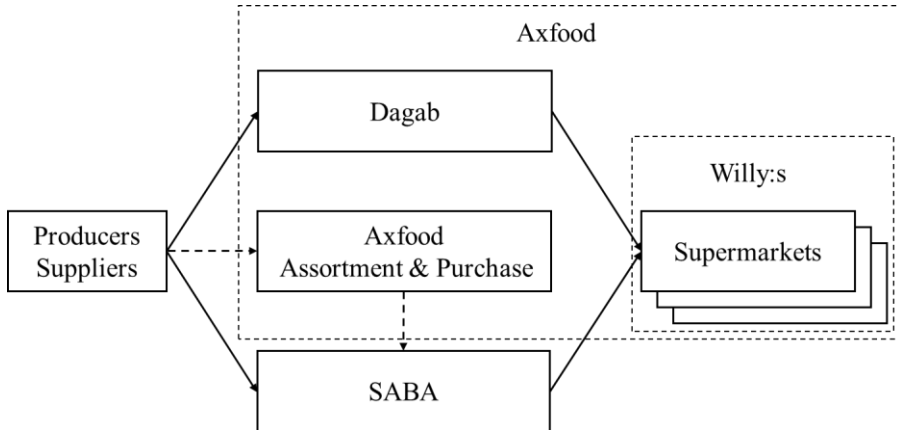 Axfood
Dagab
Willy:s
Producers
Suppliers
Axfood
Assortment & Purchase
Supermarkets
SABA